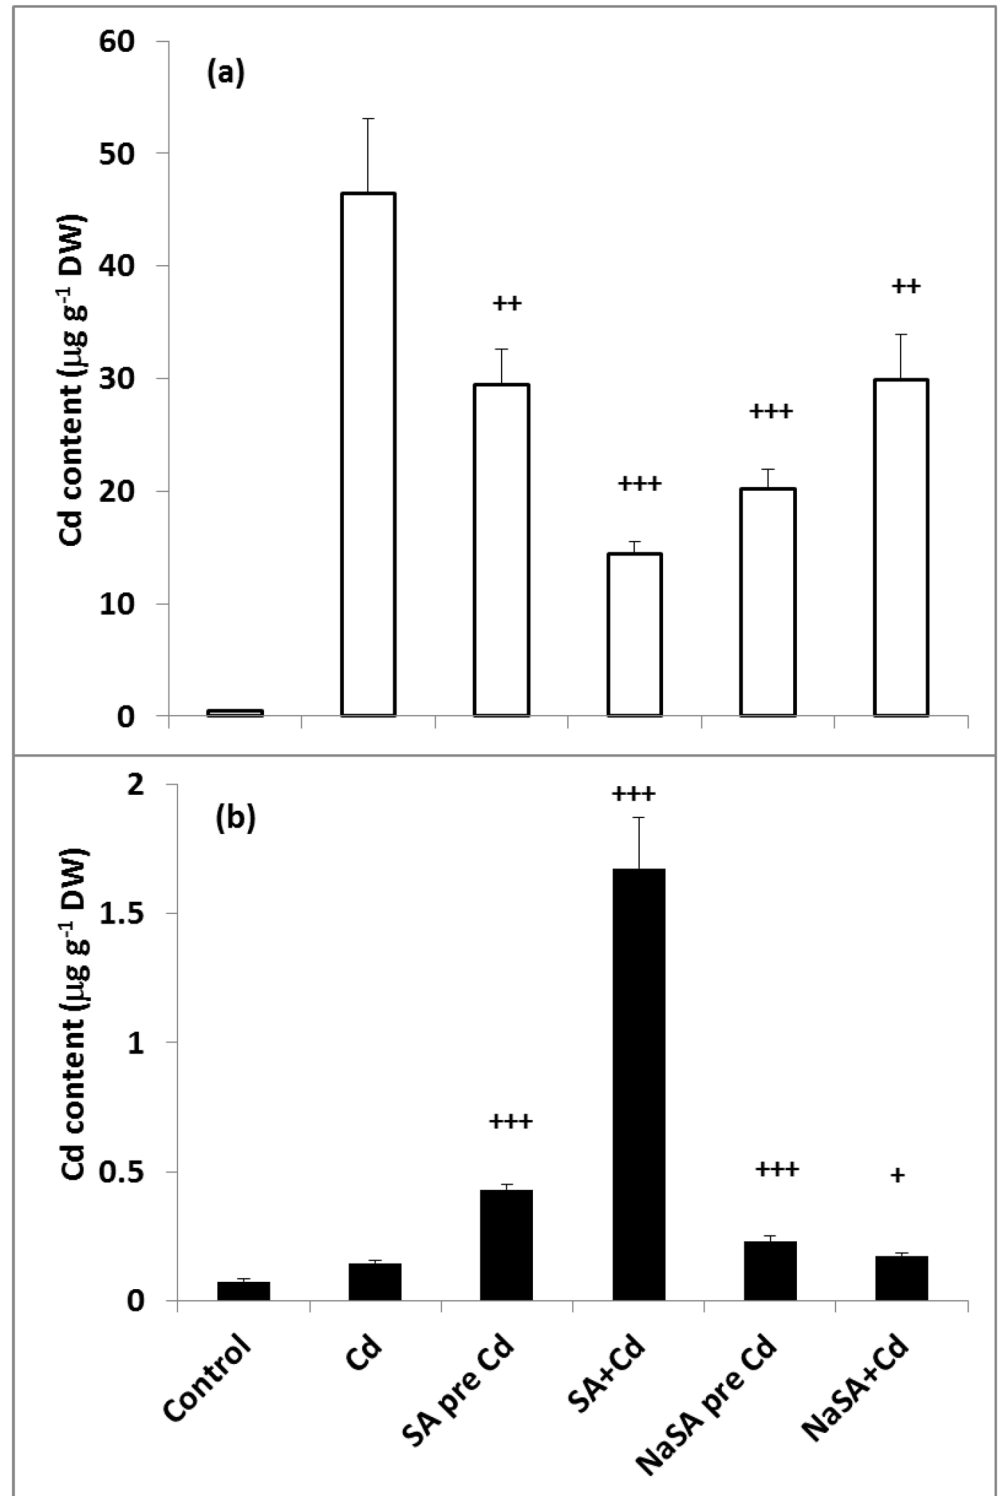 (a)
Cd content (µg g-1 DW)
60
50
40
30
20
10
0
++
+++
+++
++
(b)
Cd content (µg g-1 DW)
2
1.5
1
0.5
0
+++
+++
+++
+
Control
Cd
SA pre Cd
SA+Cd
NaSA pre Cd
NaSA+Cd